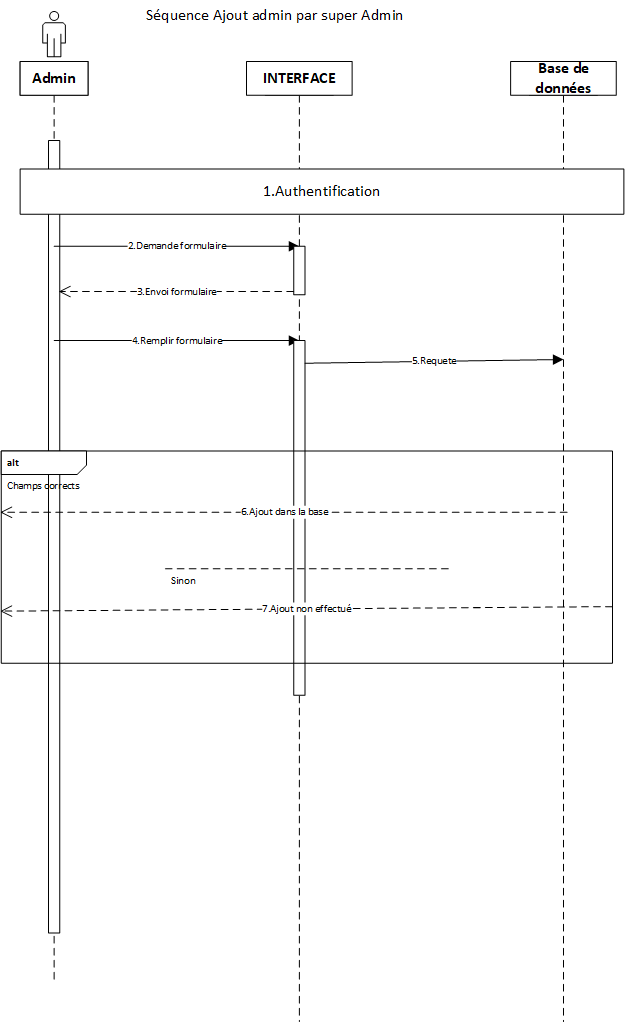 Séquence Ajout admin par super Admin
Admin
INTERFACE
Base de
données
1.Authentification
2.Demande formulaire
3.Envoi formulaire
4.Remplir formulaire
5.Requete
alt
Champs corrects
6.Ajout dans la base
Sinon
7.Ajout non effectué